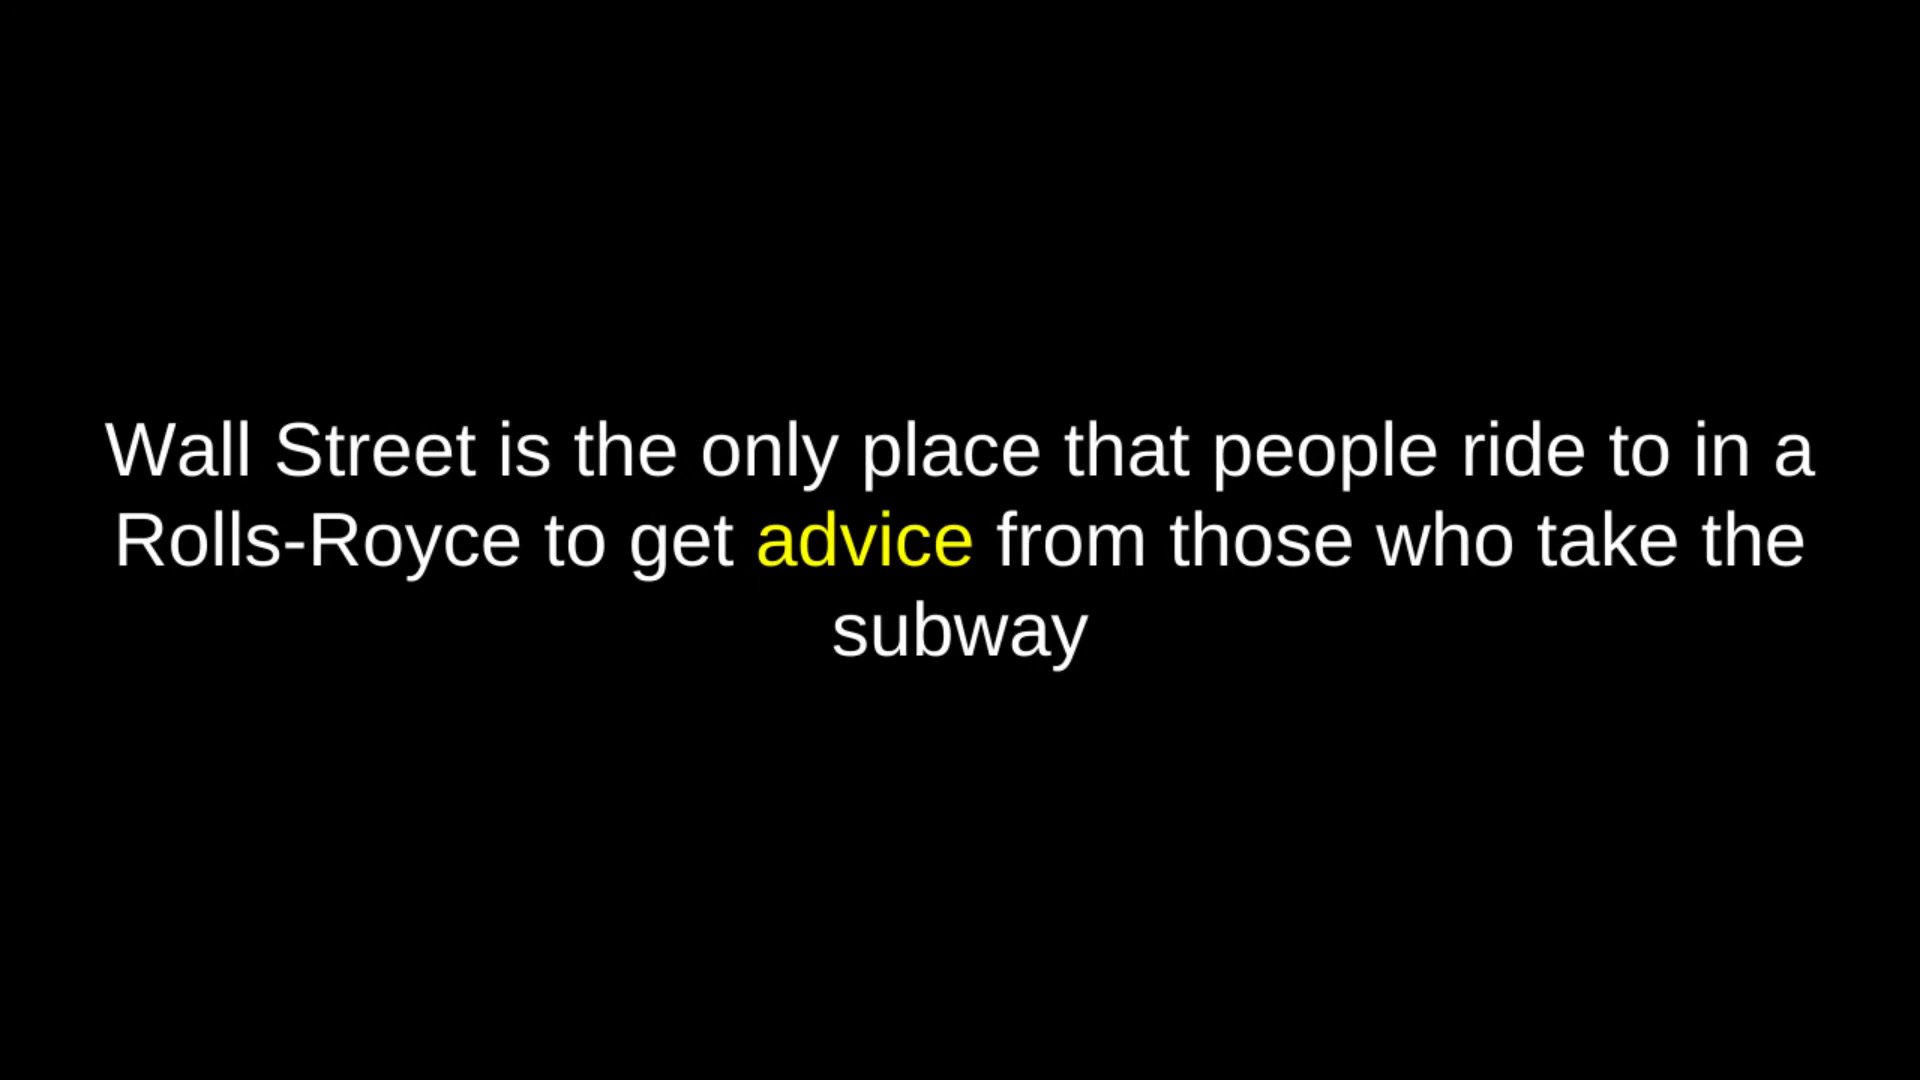 Wall Street is the only place that people ride to in a
Rolls-Royce to get advice from those who take the
subway